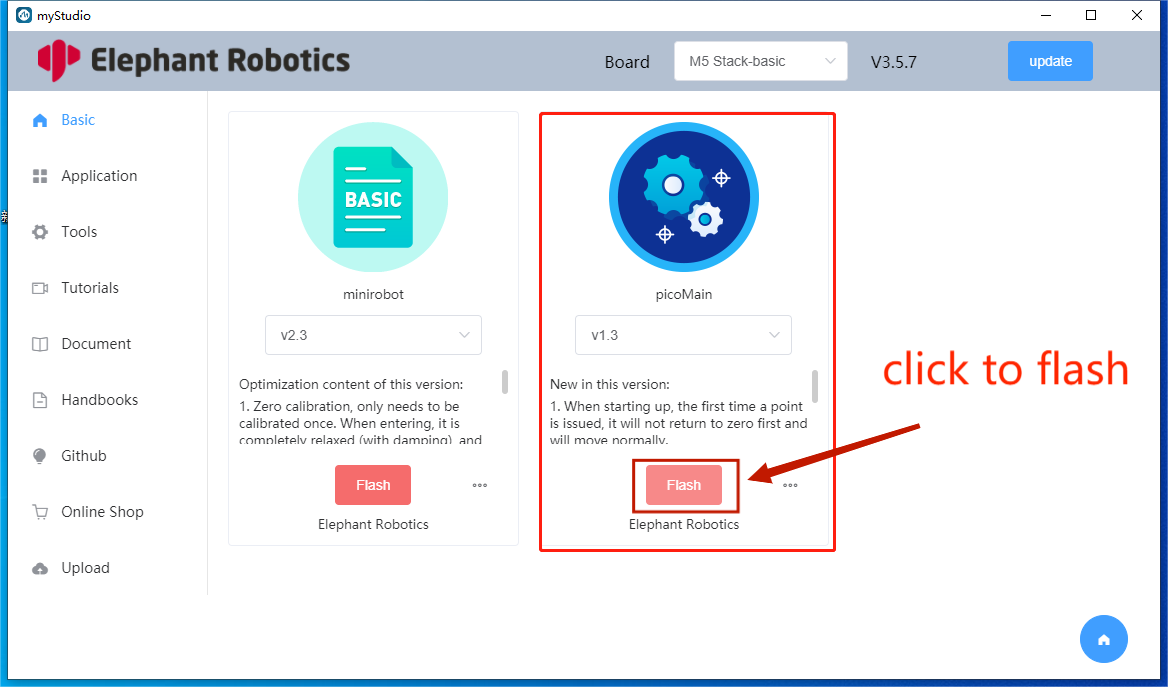 myStudio
Elephant Robotics
Board
M5 Stack-basic
V3.5.7
update
Basic
Application
Tools
Tutorials
Document
Handbooks
Github
Online Shop
Upload
BASIC
minirobot
v2.3
Optimization content of this version:
1. Zero calibration, only needs to be
calibrated once. When entering, it is
completely relaxed (with damping), and
Flash
Elephant Robotics
picoMain
v1.3
New in this version:
1. When starting up, the first time a point
is issued, it will not return to zero first and
will move normally.
Flash
Elephant Robotics
click to flash